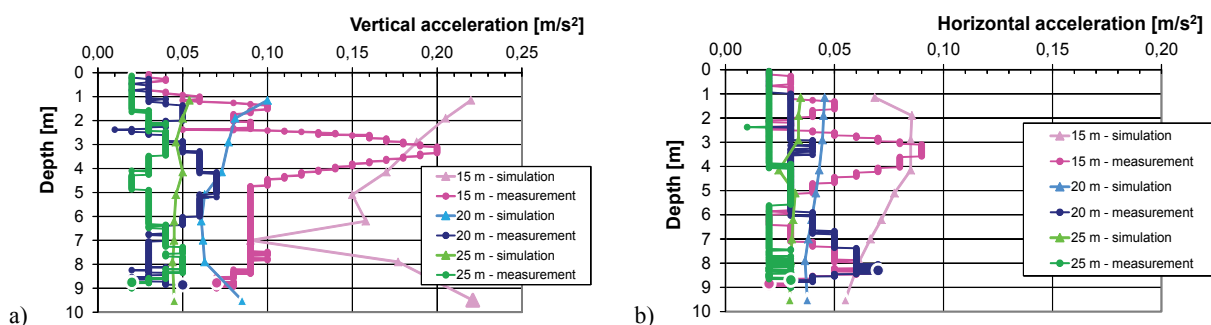 Vertical acceleration [m/s²]
0,00 0,05 0,10 0,15 0,20 0,25
Depth [m]
0
1
2
3
4
5
6
7
8
9
10
15 m - simulation
15 m - measurement
20 m - simulation
20 m - measurement
25 m - simulation
25 m - measurement
a)
Horizontal acceleration [m/s²]
0,00 0,05 0,10 0,15 0,20
Depth [m]
0
1
2
3
4
5
6
7
8
9
10
15 m - simulation
15 m - measurement
20 m - simulation
20 m - measurement
25 m - simulation
25 m - measurement
b)